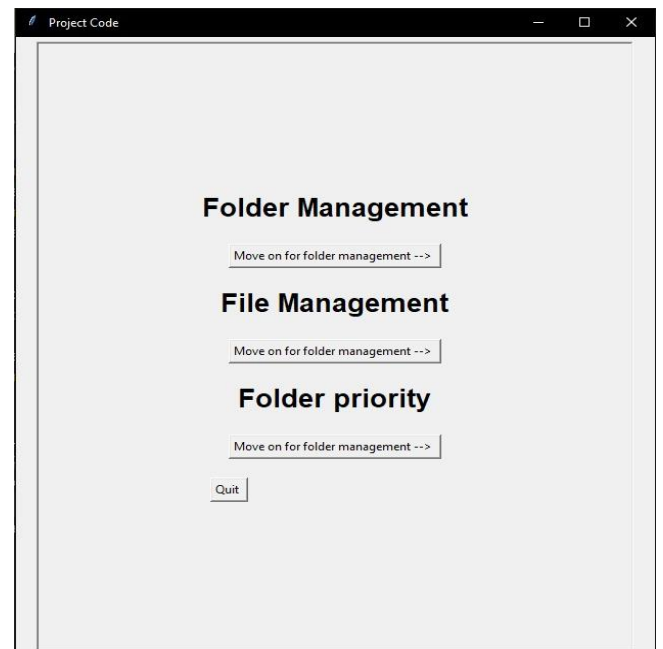 Project Code
Folder Management
Move on for folder management -->
File Management
Move on for folder management -->
Folder priority
Move on for folder management -->
Quit